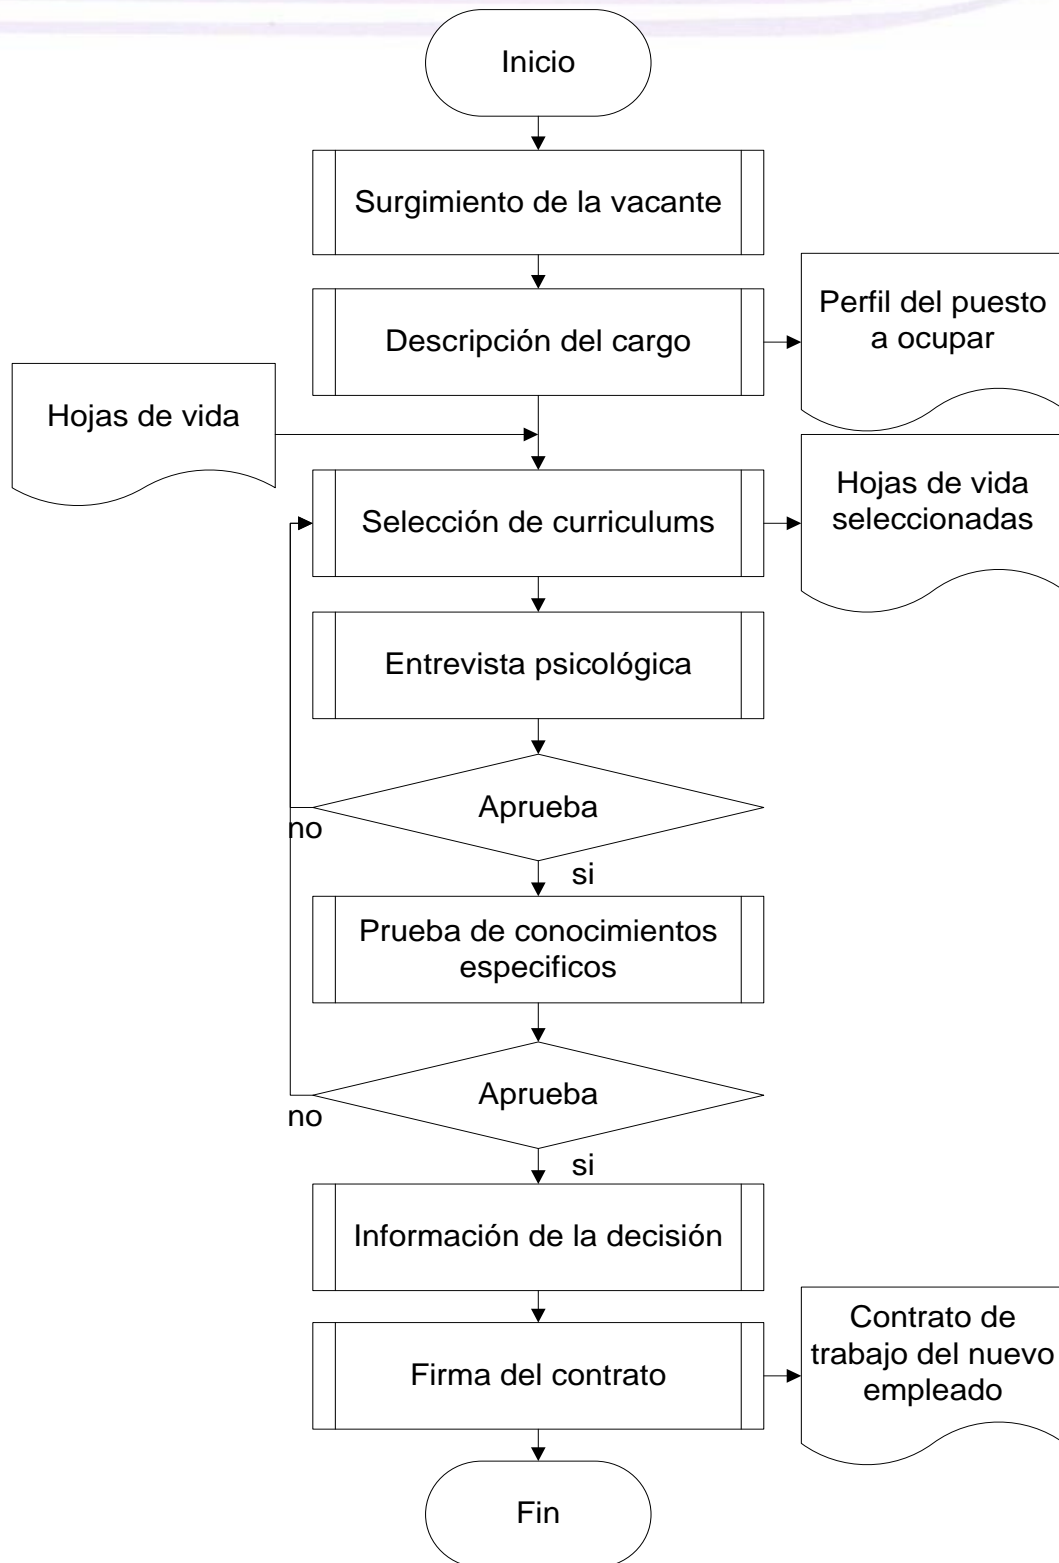 Inicio
Surgimiento de la vacante
Descripción del cargo
Perfil del puesto
a ocupar
Hojas de vida
Selección de curriculums
Hojas de vida
seleccionadas
Entrevista psicológica
Aprueba
no
si
Prueba de conocimientos
especificos
Aprueba
no
si
Información de la decisión
Firma del contrato
Contrato de
trabajo del nuevo
empleado
Fin